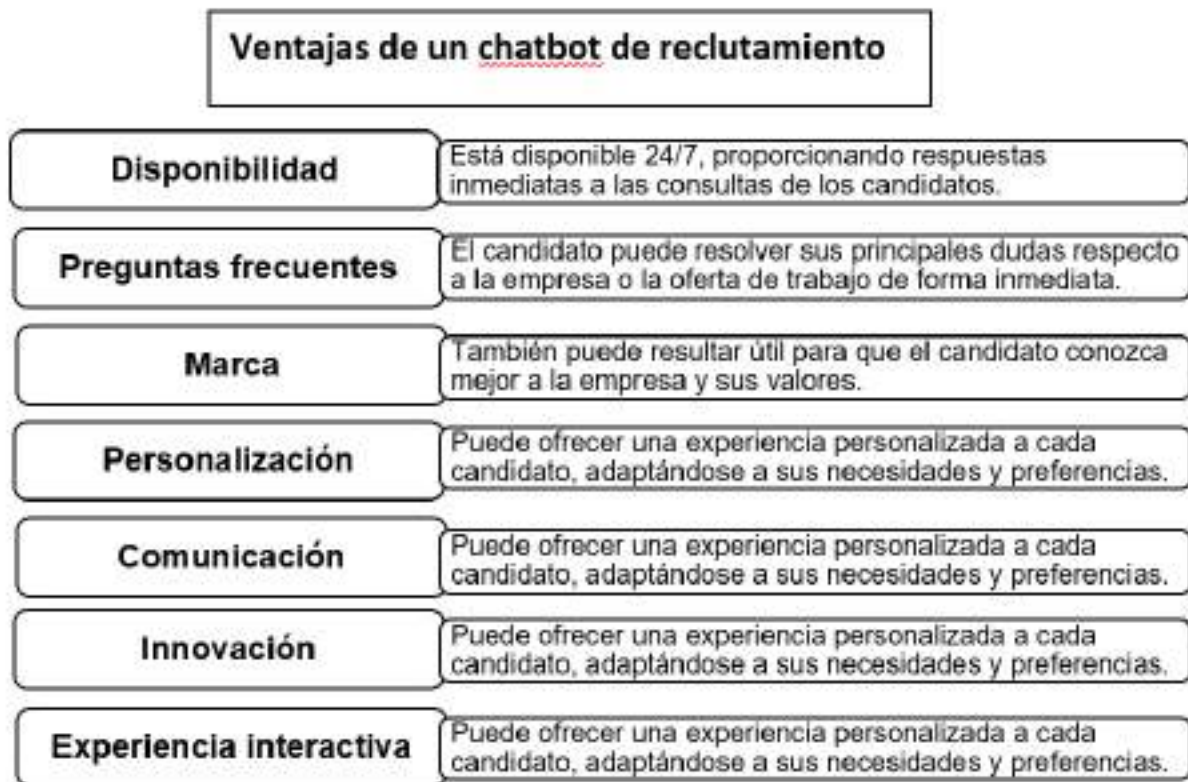 Ventajas de un chatbot de reclutamiento
Disponibilidad
Está disponible 24/7, proporcionando respuestas
inmediatas a las consultas de los candidatos.
Preguntas frecuentes
El candidato puede resolver sus principales dudas respecto
a la empresa o la oferta de trabajo de forma inmediata.
Marca
También puede resultar útil para que el candidato conozca
mejor a la empresa y sus valores.
Personalización
Puede ofrecer una experiencia personalizada a cada
candidato, adaptándose a sus necesidades y preferencias.
Comunicación
Puede ofrecer una experiencia personalizada a cada
candidato, adaptándose a sus necesidades y preferencias.
Innovación
Puede ofrecer una experiencia personalizada a cada
candidato, adaptándose a sus necesidades y preferencias.
Experiencia interactiva
Puede ofrecer una experiencia personalizada a cada
candidato, adaptándose a sus necesidades y preferencias.